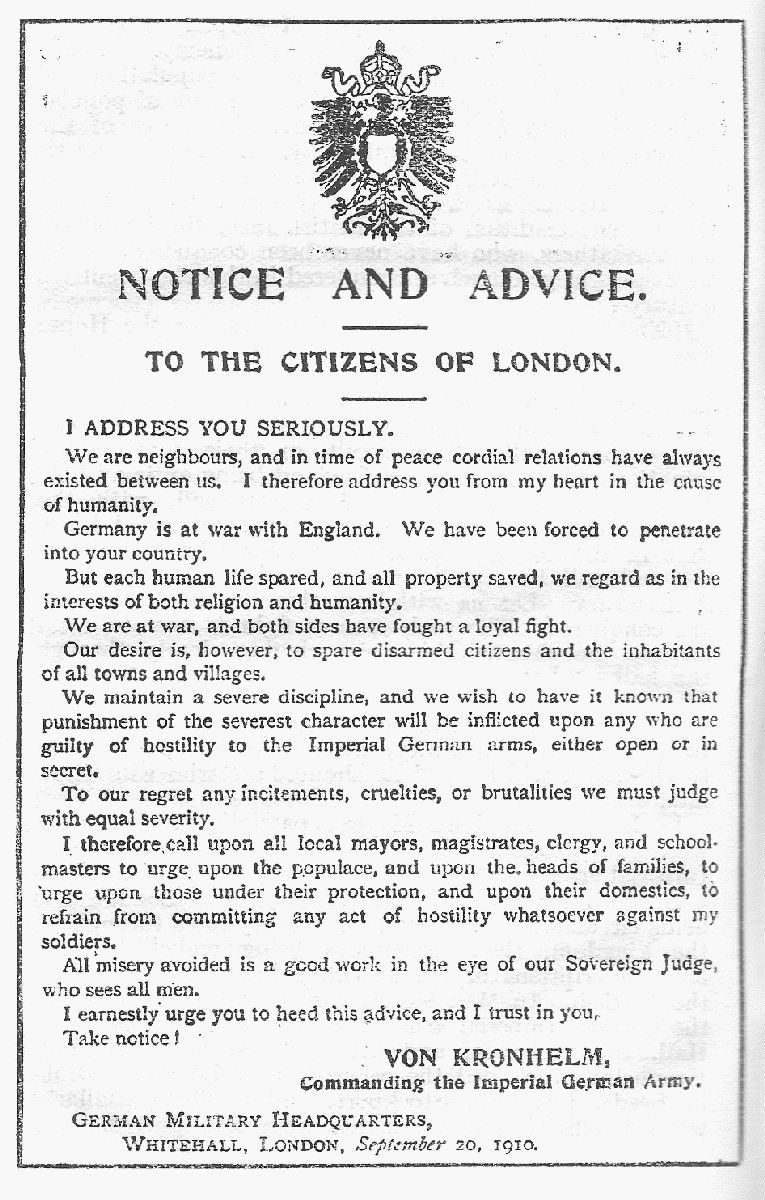 NOTICE AND ADVICE.
TO THE CITIZENS OF LONDON.
I ADDRESS YOU SERIOUSLY.
We are neighbours, and in time of peace cordial relations have always
existed between us. I therefore address you from my heart in the cause
of humanity.
Germany is at war with England. We have been forced to penetrate
into your country.
But each human life spared, and all property saved, we regard as in the
interests of both religion and humanity.
We are at war, and both sides have fought a loyal fight.
Our desire is, however, to spare disarmed citizens and the inhabitants
of all towns and villages.
We maintain a severe discipline, and we wish to have it known that
punishment of the severest character will be inflicted upon any who are
guilty of hostility to the Imperial German arms, either open or in
secret.
To our regret any incitements, cruelties, or brutalities we must judge
with equal severity.
I therefore call upon all local mayors, magistrates, clergy, and school-
masters to urge upon the populace, and upon the heads of families, to
urge upon those under their protection, and upon their domestics, to
refrain from committing any act of hostility whatsoever against my
soldiers.
All misery avoided is a good work in the eye of our Sovereign Judge,
who sees all men.
I earnestly urge you to heed this advice, and I trust in you.
Take notice!
VON KRONHELM,
Commanding the Imperial German Army.
GERMAN MILITARY HEADQUARTERS,
WHITEHALL, LONDON, September 20, 1910.